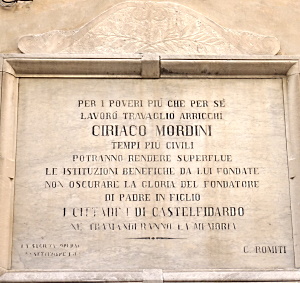 PER I POVERI PIÙ CHE PER SÉ
LAVORÒ TRAVAGLIÒ ARRICCHÌ
CIRIACO MORDINI
TEMPI PIÙ CIVILI
POTRANNO RENDERE SUPERFLUE
LE ISTITUZIONI BENEFICHE DA LUI FONDATE
NON OSCURARE LA GLORIA DEL FONDATORE
DI PADRE IN FIGLIO
I CITTADINI DI CASTELFIDARDO
NE TRAMANDERANNO LA MEMORIA
C. ROMITI